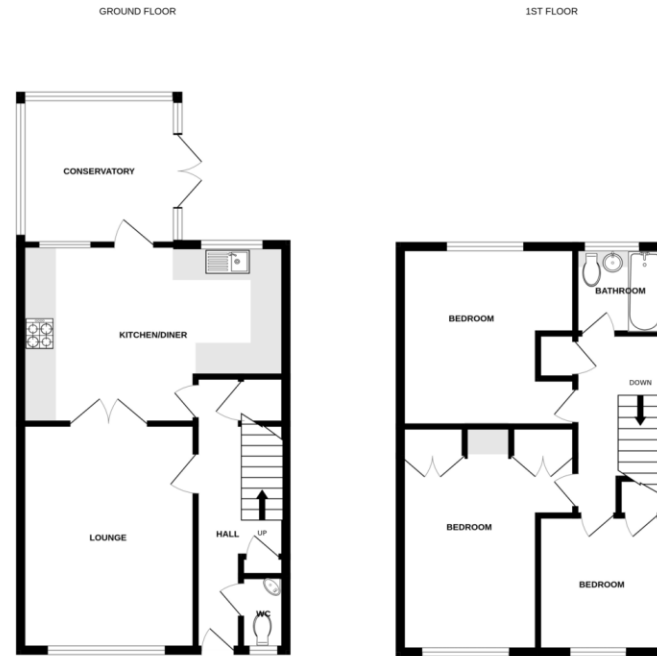 GROUND FLOOR
1ST FLOOR
CONSERVATORY
KITCHEN/DINER
LOUNGE
HALL
UP
WC
BEDROOM
BATHROOM
DOWN
BEDROOM
BEDROOM